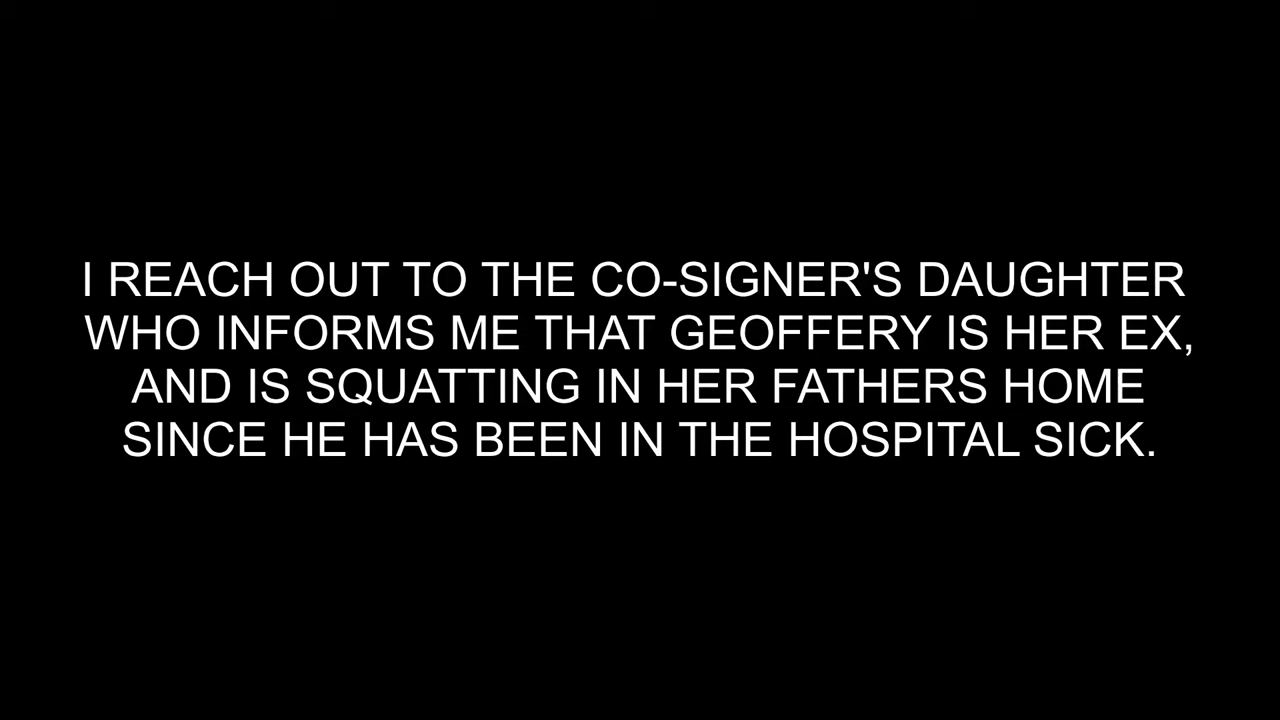 I REACH OUT TO THE CO-SIGNER'S DAUGHTER
WHO INFORMS ME THAT GEOFFERY IS HER EX,
AND IS SQUATTING IN HER FATHERS HOME
SINCE HE HAS BEEN IN THE HOSPITAL SICK.